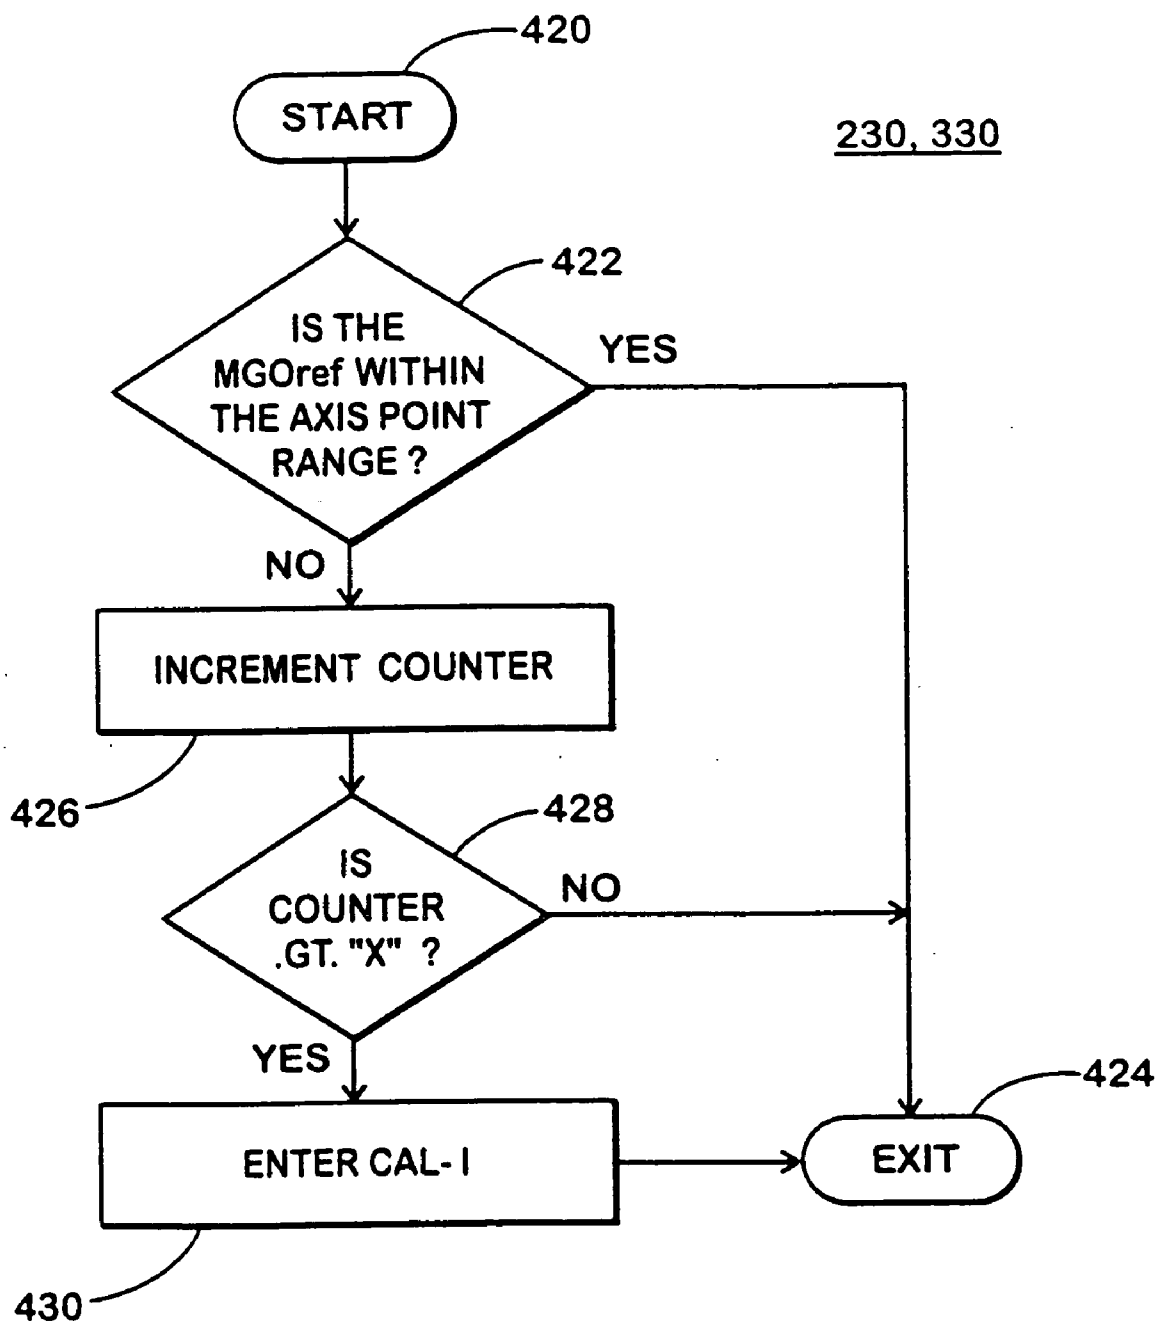 420
START
230, 330
422
IS THE
MGOref WITHIN
THE AXIS POINT
RANGE ?
YES
NO
INCREMENT COUNTER
426
428
IS
COUNTER
.GT. "X" ?
NO
YES
424
ENTER CAL- I
EXIT
430